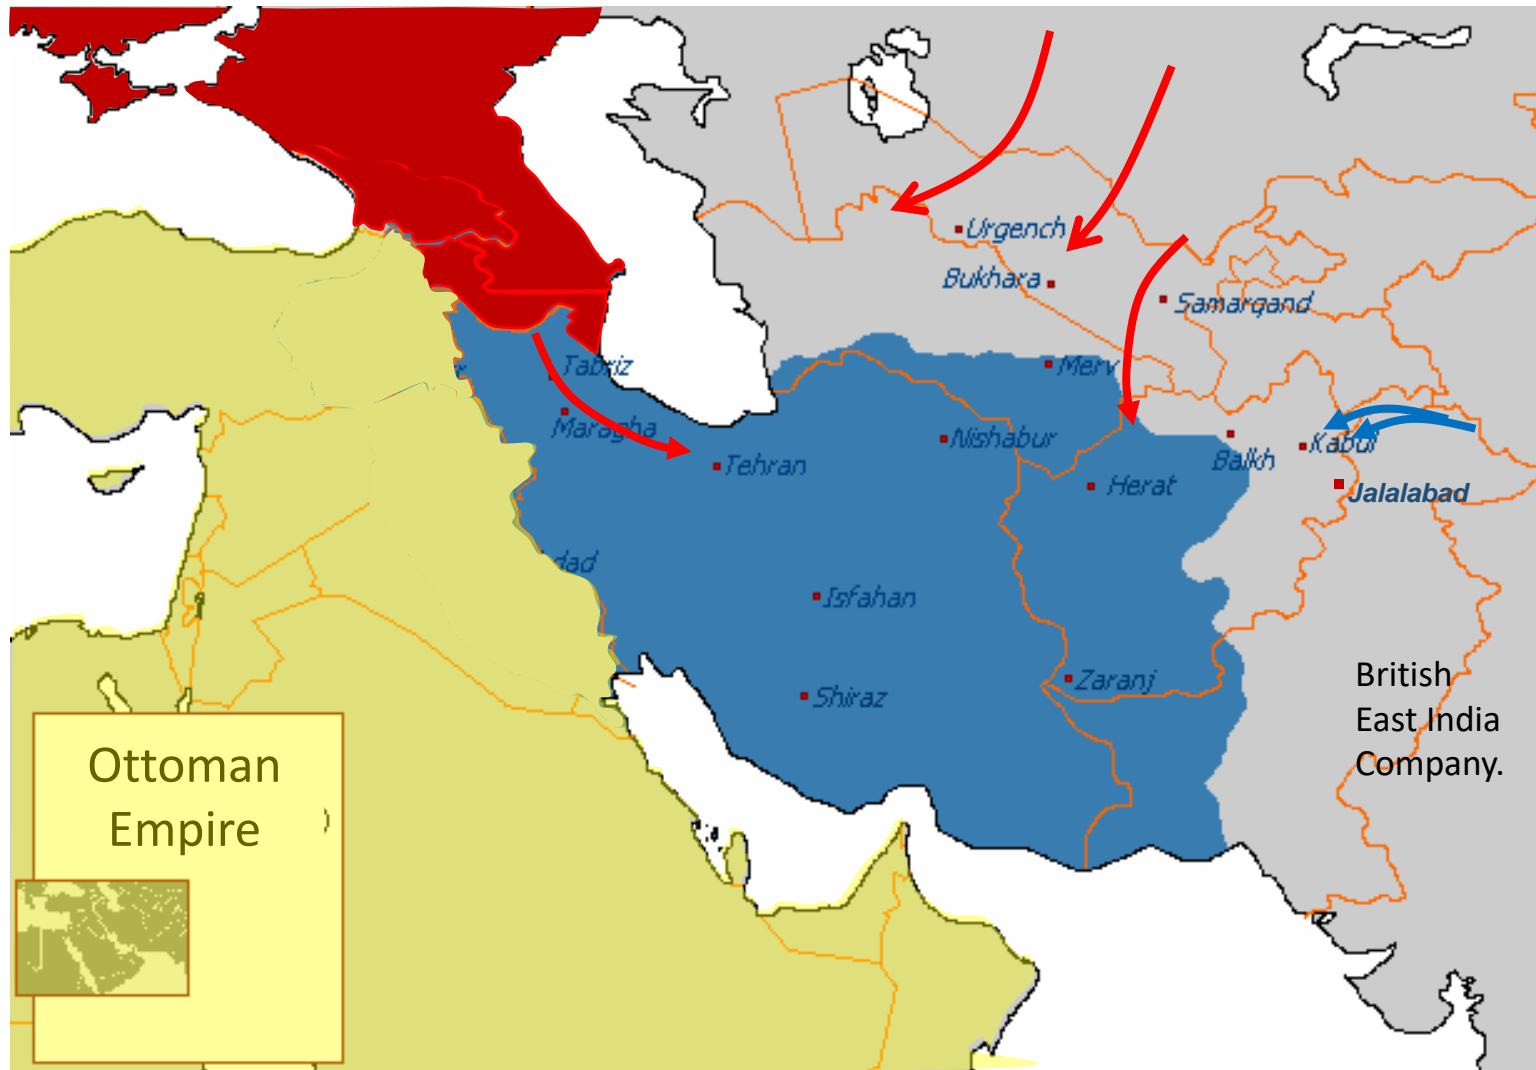 Urgench
Bukhara
Samarqand
Tabriz
Merv
Maragha
Nishabur
Tehran
Balkh
Kabul
Herat
Jalalabad
dad
Isfahan
Zaranj
Shiraz
British
East India
Company.
Ottoman
Empire